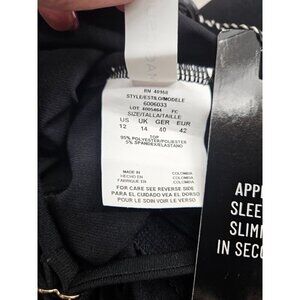 RN 40160
STYLE/ESTILO/MODELE
6006033
LOT 4005464 FC
SIZE/TALLA/TAILLE
US UK GER EUR
12 14 40 42
TOP
95% POLYESTER/POLIESTER
5% SPANDEX/ELASTANO
MADE IN COLOMBIA
HECHO EN COLOMBIA
FABRIQUE EN COLOMBIE
FOR CARE SEE REVERSE SIDE
PARA EL CUIDADO VEA EL DORSO
POUR LE SOIN VOIR LE VERSO
APP
SLEE
SLIM
IN SECO